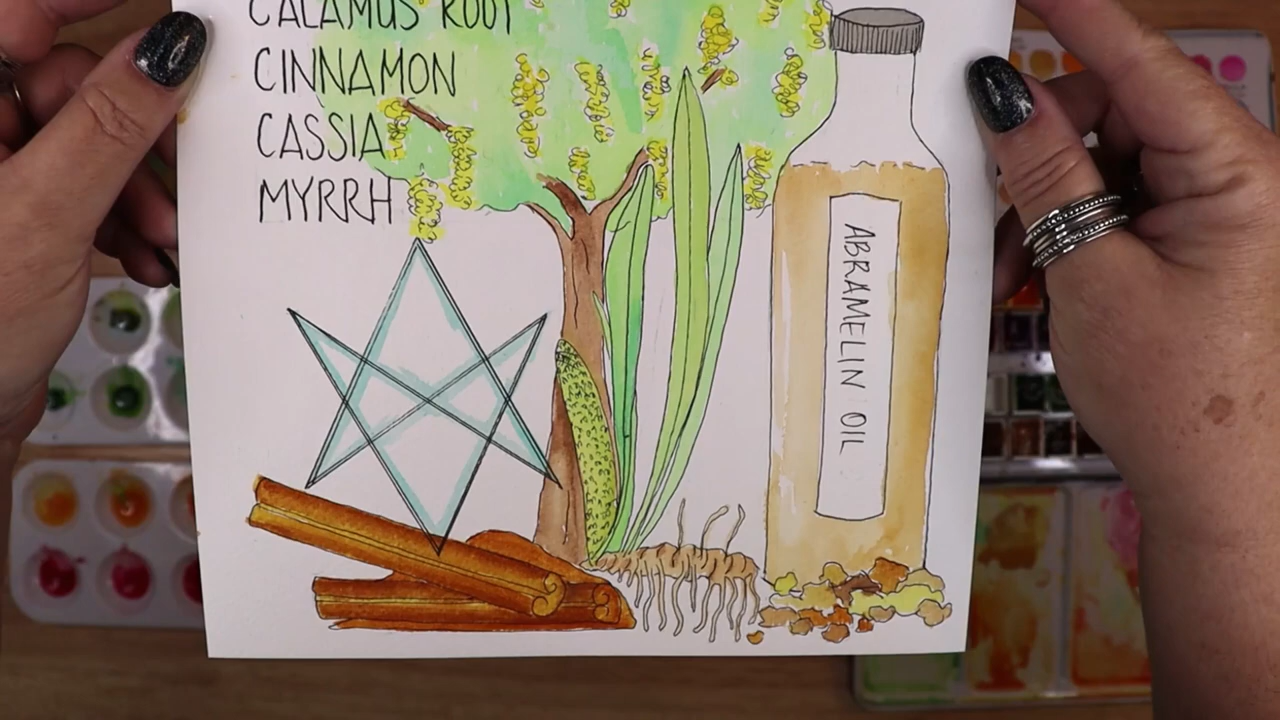 CALAMUS ROOT
CINNAMON
CASSIA
MYRRH
ABRAMELIN OIL